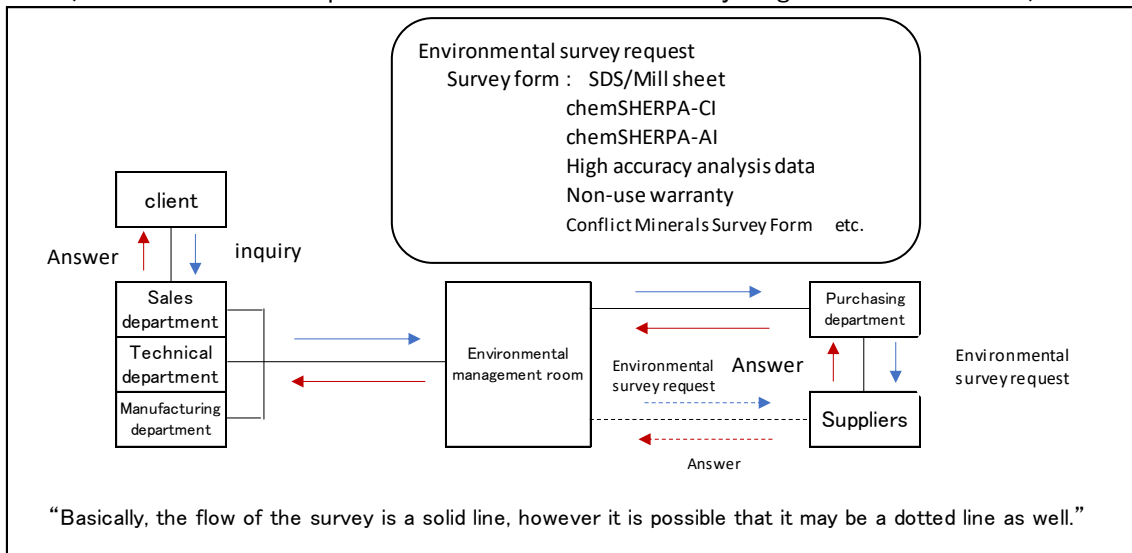 Environmental survey request
Survey form : SDS/Mill sheet
chemSHERPA-CI
chemSHERPA-AI
High accuracy analysis data
Non-use warranty
Conflict Minerals Survey Form etc.
client
Answer
inquiry
Sales
department
Technical
department
Manufacturing
department
Environmental
management room
Purchasing
department
Environmental
survey request
Answer
Environmental
survey request
Suppliers
Answer
“Basically, the flow of the survey is a solid line, however it is possible that it may be a dotted line as well.”